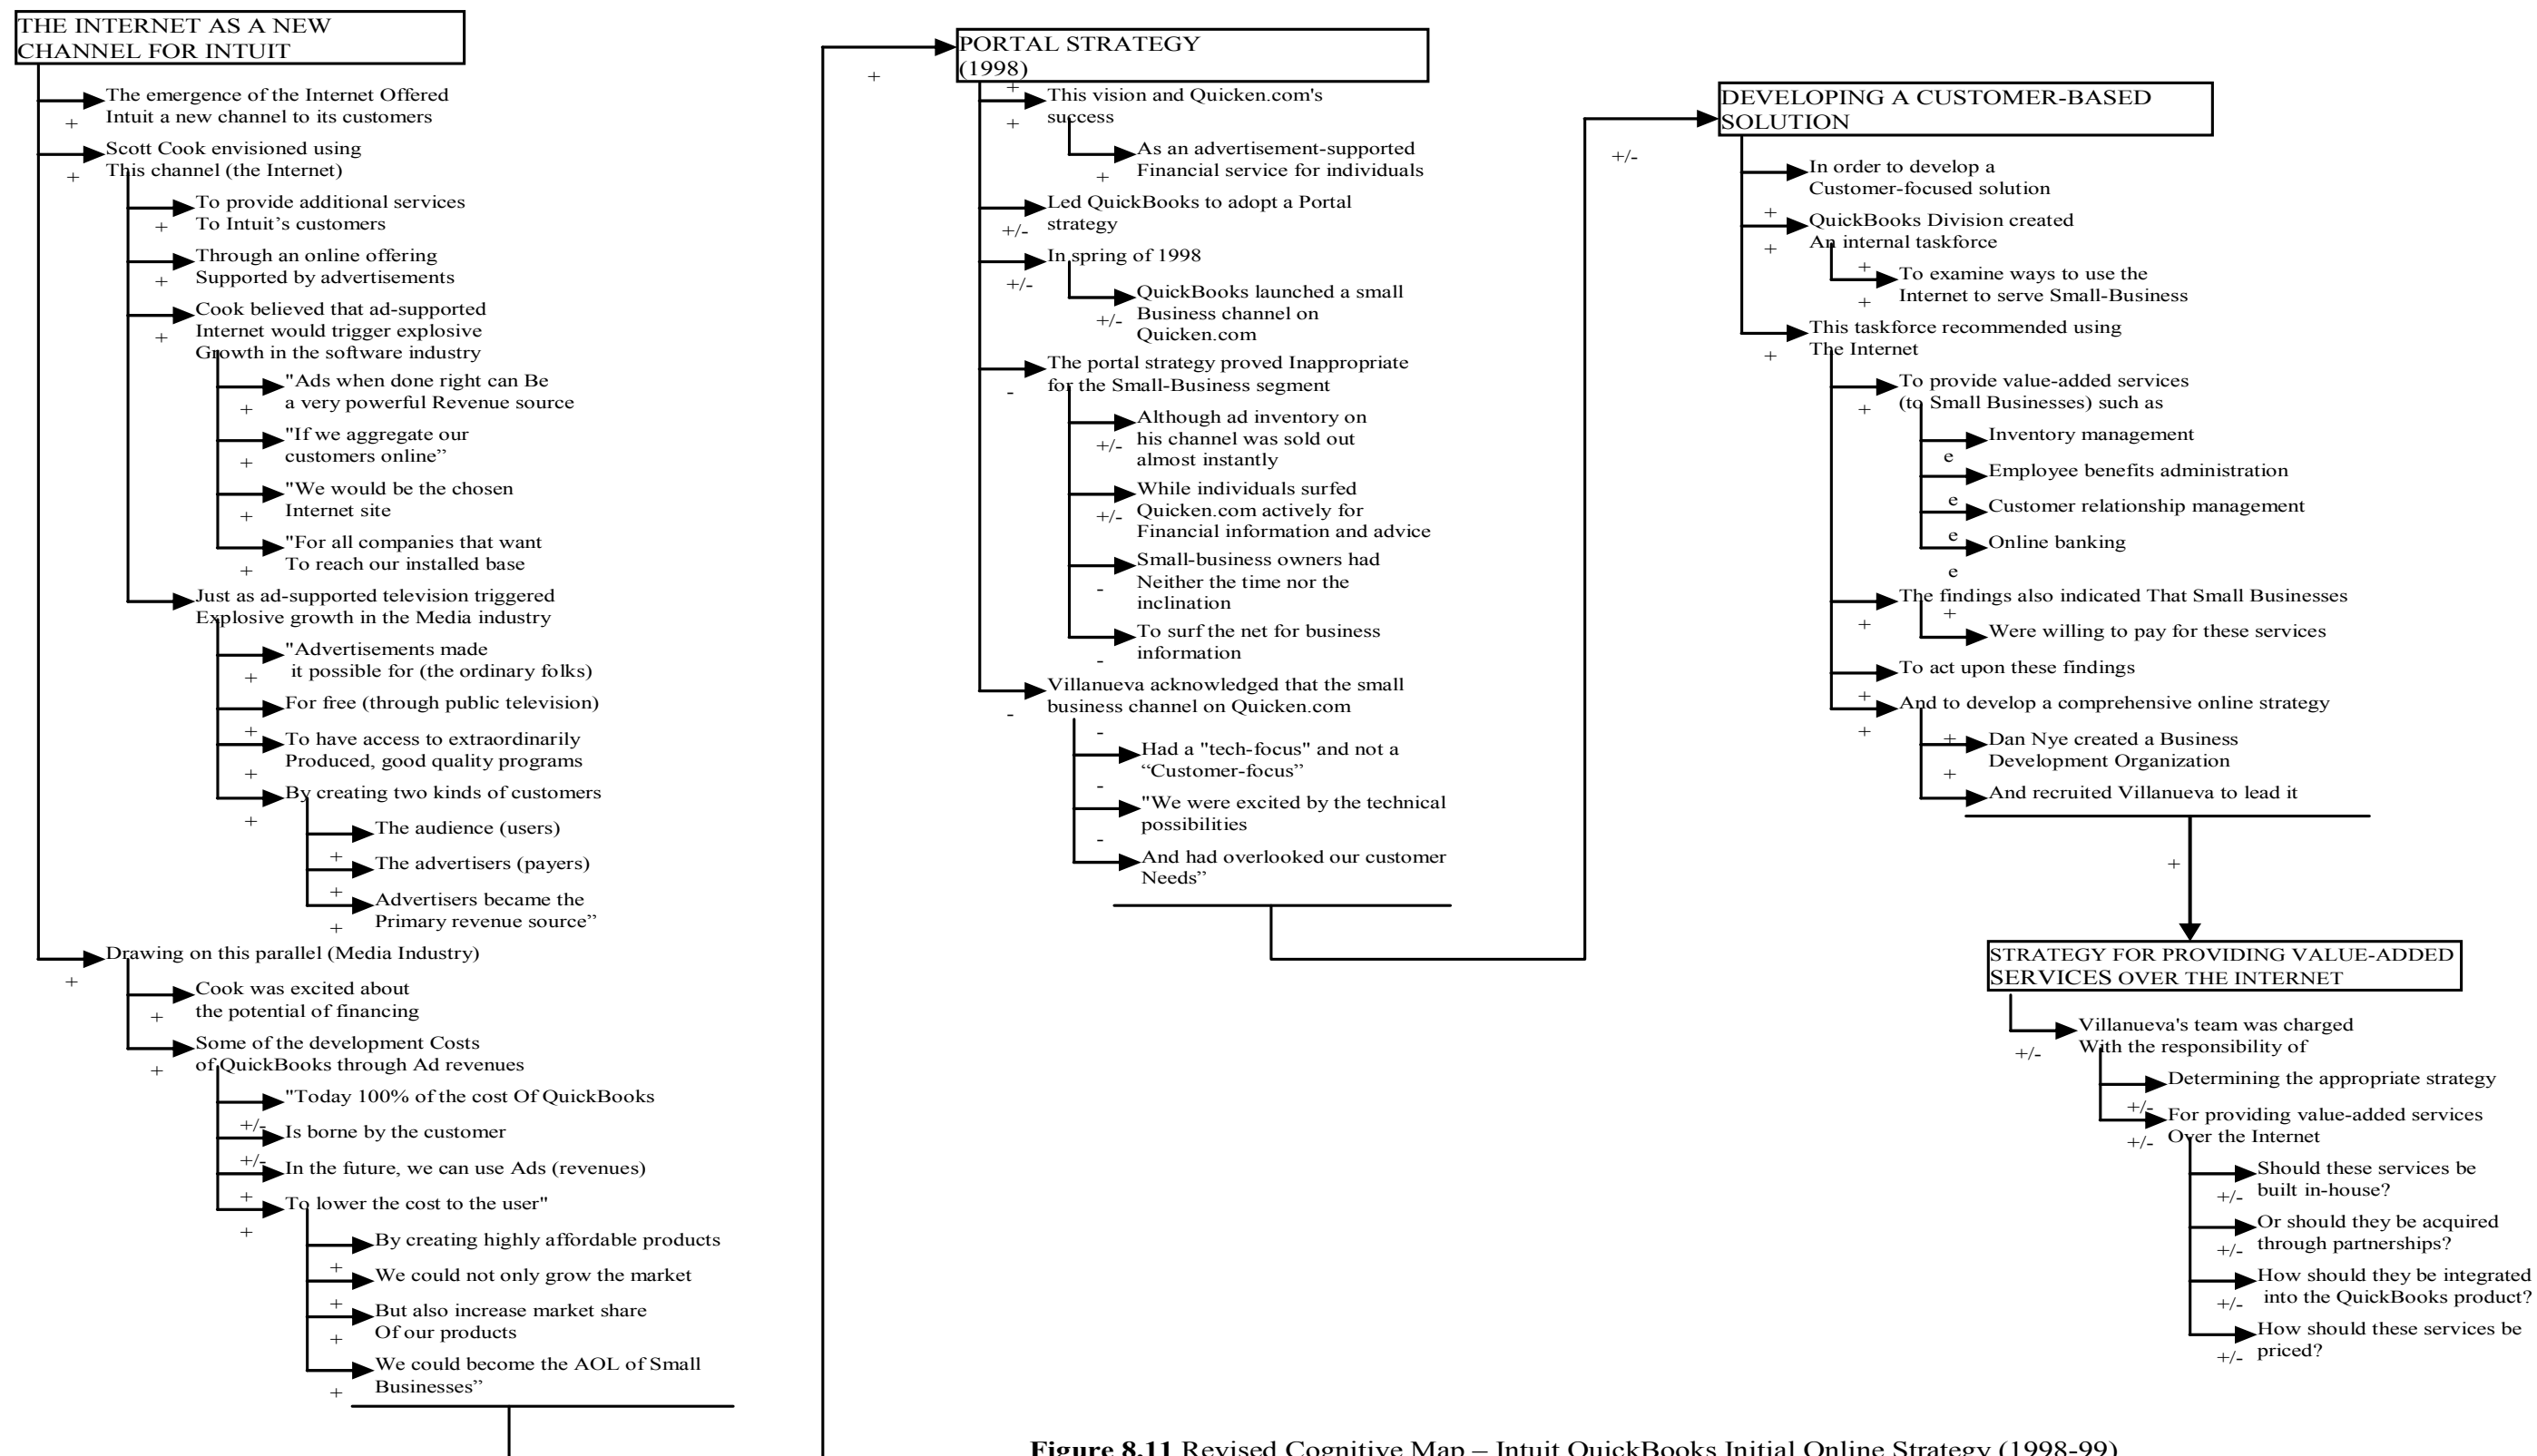 THE INTERNET AS A NEW
CHANNEL FOR INTUIT
+
The emergence of the Internet Offered
Intuit a new channel to its customers
+
Scott Cook envisioned using
This channel (the Internet)
+
To provide additional services
To Intuit’s customers
+
Through an online offering
Supported by advertisements
+
Cook believed that ad-supported
Internet would trigger explosive
Growth in the software industry
+
"Ads when done right can Be
a very powerful Revenue source
+
"If we aggregate our
customers online”
+
"We would be the chosen
Internet site
+
"For all companies that want
To reach our installed base
Just as ad-supported television triggered
Explosive growth in the Media industry
+
"Advertisements made
it possible for (the ordinary folks)
+
For free (through public television)
+
To have access to extraordinarily
Produced, good quality programs
+
By creating two kinds of customers
+
The audience (users)
+
The advertisers (payers)
+
Advertisers became the
Primary revenue source”
+
Drawing on this parallel (Media Industry)
+
Cook was excited about
the potential of financing
+
Some of the development Costs
of QuickBooks through Ad revenues
+/-
"Today 100% of the cost Of QuickBooks
+/-
Is borne by the customer
+
In the future, we can use Ads (revenues)
+
To lower the cost to the user"
+
By creating highly affordable products
+
We could not only grow the market
+
But also increase market share
Of our products
+
We could become the AOL of Small
Businesses”
+
PORTAL STRATEGY
(1998)
+
+
This vision and Quicken.com's
success
+
As an advertisement-supported
Financial service for individuals
+/-
Led QuickBooks to adopt a Portal
strategy
+/-
In spring of 1998
+/-
QuickBooks launched a small
Business channel on
Quicken.com
-
The portal strategy proved Inappropriate
for the Small-Business segment
+/-
Although ad inventory on
his channel was sold out
almost instantly
+/-
While individuals surfed
Quicken.com actively for
Financial information and advice
-
Small-business owners had
Neither the time nor the
inclination
-
To surf the net for business
information
-
Villanueva acknowledged that the small
business channel on Quicken.com
-
Had a "tech-focus" and not a
“Customer-focus”
-
"We were excited by the technical
possibilities
-
And had overlooked our customer
Needs”
+/-
DEVELOPING A CUSTOMER-BASED
SOLUTION
In order to develop a
Customer-focused solution
+
+
QuickBooks Division created
An internal taskforce
+
+
To examine ways to use the
Internet to serve Small-Business
+
This taskforce recommended using
The Internet
+
To provide value-added services
(to Small Businesses) such as
e
Inventory management
e
Employee benefits administration
e
Customer relationship management
e
Online banking
+
The findings also indicated That Small Businesses
+
Were willing to pay for these services
+
To act upon these findings
+
And to develop a comprehensive online strategy
+
Dan Nye created a Business
Development Organization
+
And recruited Villanueva to lead it
+
STRATEGY FOR PROVIDING VALUE-ADDED
SERVICES OVER THE INTERNET
+/-
Villanueva's team was charged
With the responsibility of
+/-
Determining the appropriate strategy
+/-
For providing value-added services
Over the Internet
+/-
Should these services be
built in-house?
+/-
Or should they be acquired
through partnerships?
+/-
How should they be integrated
into the QuickBooks product?
+/-
How should these services be
priced?
Figure 8.11 Revised Cognitive Map – Intuit QuickBooks Initial Online Strategy (1998-99)